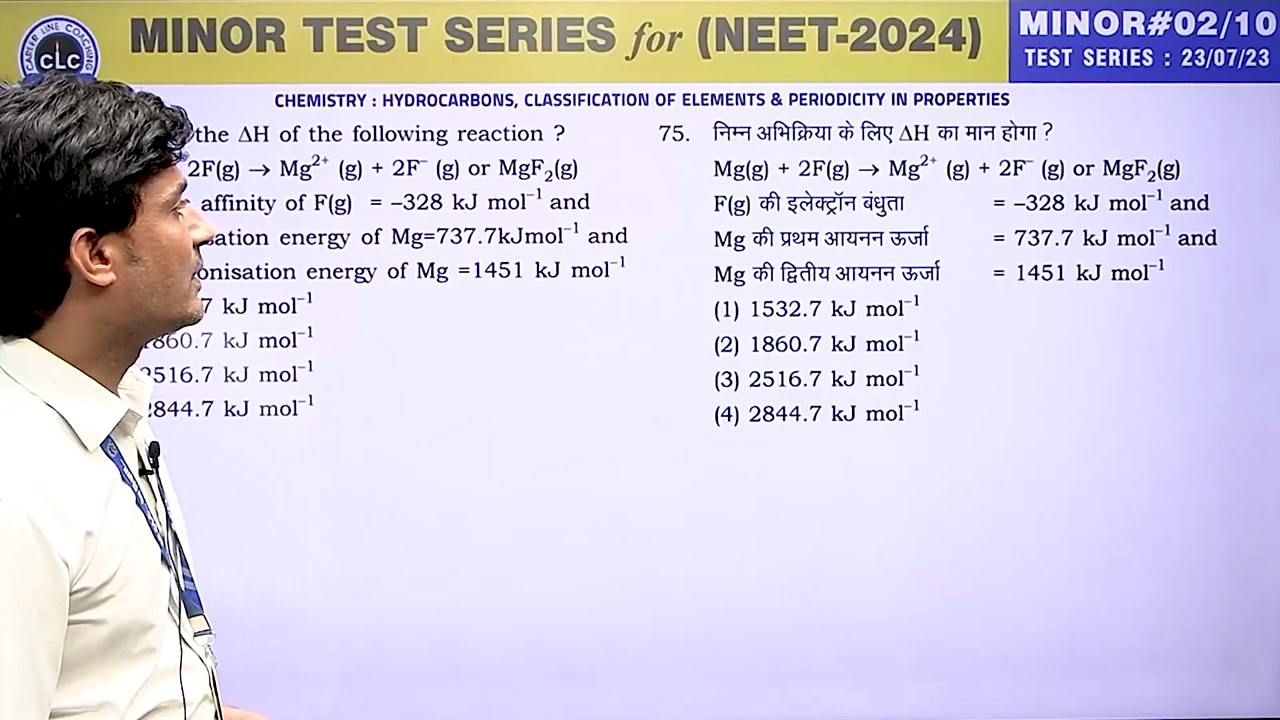 MINOR TEST SERIES for (NEET-2024)
MINOR#02/10
TEST SERIES : 23/07/23
CAREER LINE COACHING
CLC
CHEMISTRY : HYDROCARBONS, CLASSIFICATION OF ELEMENTS & PERIODICITY IN PROPERTIES
the ΔH of the following reaction ?
2F(g) → Mg²⁺ (g) + 2F⁻ (g) or MgF₂(g)
affinity of F(g) = –328 kJ mol⁻¹ and
sation energy of Mg=737.7kJmol⁻¹ and
onisation energy of Mg =1451 kJ mol⁻¹
7 kJ mol⁻¹
860.7 kJ mol⁻¹
2516.7 kJ mol⁻¹
2844.7 kJ mol⁻¹
75. निम्न अभिक्रिया के लिए ΔH का मान होगा ?
Mg(g) + 2F(g) → Mg²⁺ (g) + 2F⁻ (g) or MgF₂(g)
F(g) की इलेक्ट्रॉन बंधुता = –328 kJ mol⁻¹ and
Mg की प्रथम आयनन ऊर्जा = 737.7 kJ mol⁻¹ and
Mg की द्वितीय आयनन ऊर्जा = 1451 kJ mol⁻¹
(1) 1532.7 kJ mol⁻¹
(2) 1860.7 kJ mol⁻¹
(3) 2516.7 kJ mol⁻¹
(4) 2844.7 kJ mol⁻¹